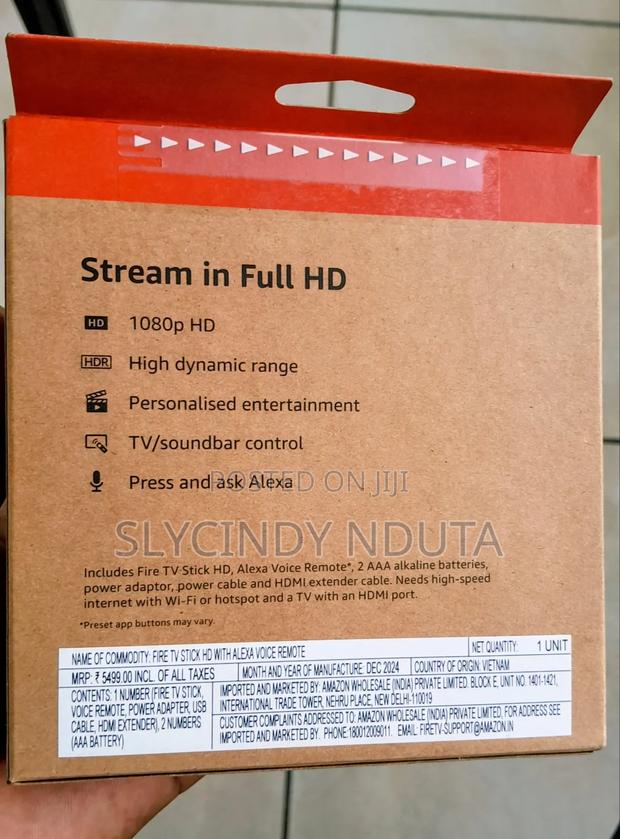 Stream in Full HD
HD 1080p HD
HDR High dynamic range
Personalised entertainment
TV/soundbar control
Press and ask Alexa
POSTED ON JIJI
SLYCINDY NDUTA
Includes Fire TV Stick HD, Alexa Voice Remote*, 2 AAA alkaline batteries,
power adaptor, power cable and HDMI extender cable. Needs high-speed
internet with Wi-Fi or hotspot and a TV with an HDMI port.
*Preset app buttons may vary.
NAME OF COMMODITY: FIRE TV STICK HD WITH ALEXA VOICE REMOTE
NET QUANTITY: 1 UNIT
MRP: ₹ 5499.00 INCL. OF ALL TAXES
MONTH AND YEAR OF MANUFACTURE: DEC 2024
COUNTRY OF ORIGIN: VIETNAM
CONTENTS: 1 NUMBER (FIRE TV STICK,
VOICE REMOTE, POWER ADAPTER, USB
CABLE, HDMI EXTENDER), 2 NUMBERS
(AAA BATTERY)
IMPORTED AND MARKETED BY: AMAZON WHOLESALE (INDIA) PRIVATE LIMITED. BLOCK E, UNIT NO. 1401-1421,
INTERNATIONAL TRADE TOWER, NEHRU PLACE, NEW DELHI-110019
CUSTOMER COMPLAINTS ADDRESSED TO: AMAZON WHOLESALE (INDIA) PRIVATE LIMITED, FOR ADDRESS SEE
IMPORTED AND MARKETED BY. PHONE:180012009011. EMAIL: FIRETV-SUPPORT@AMAZON.IN